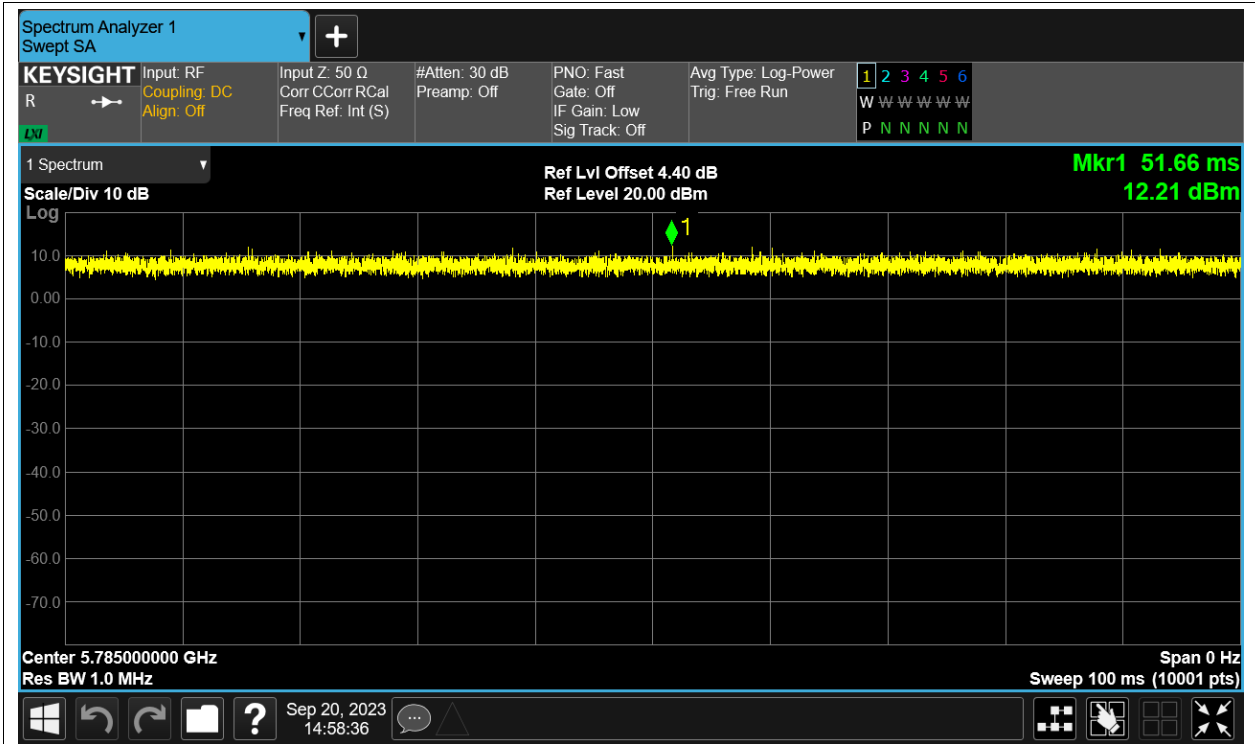 Spectrum Analyzer 1
Swept SA
KEYSIGHT
R
LXI
Input: RF
Coupling: DC
Align: Off
Input Z: 50 Ω
Corr CCorr RCal
Freq Ref: Int (S)
#Atten: 30 dB
Preamp: Off
PNO: Fast
Gate: Off
IF Gain: Low
Sig Track: Off
Avg Type: Log-Power
Trig: Free Run
1 2 3 4 5 6
W W W W W W
P N N N N N
1 Spectrum
Scale/Div 10 dB
Log
Ref Lvl Offset 4.40 dB
Ref Level 20.00 dBm
Mkr1 51.66 ms
12.21 dBm
1
10.0
0.00
-10.0
-20.0
-30.0
-40.0
-50.0
-60.0
-70.0
Center 5.785000000 GHz
Res BW 1.0 MHz
Span 0 Hz
Sweep 100 ms (10001 pts)
?
Sep 20, 2023
14:58:36